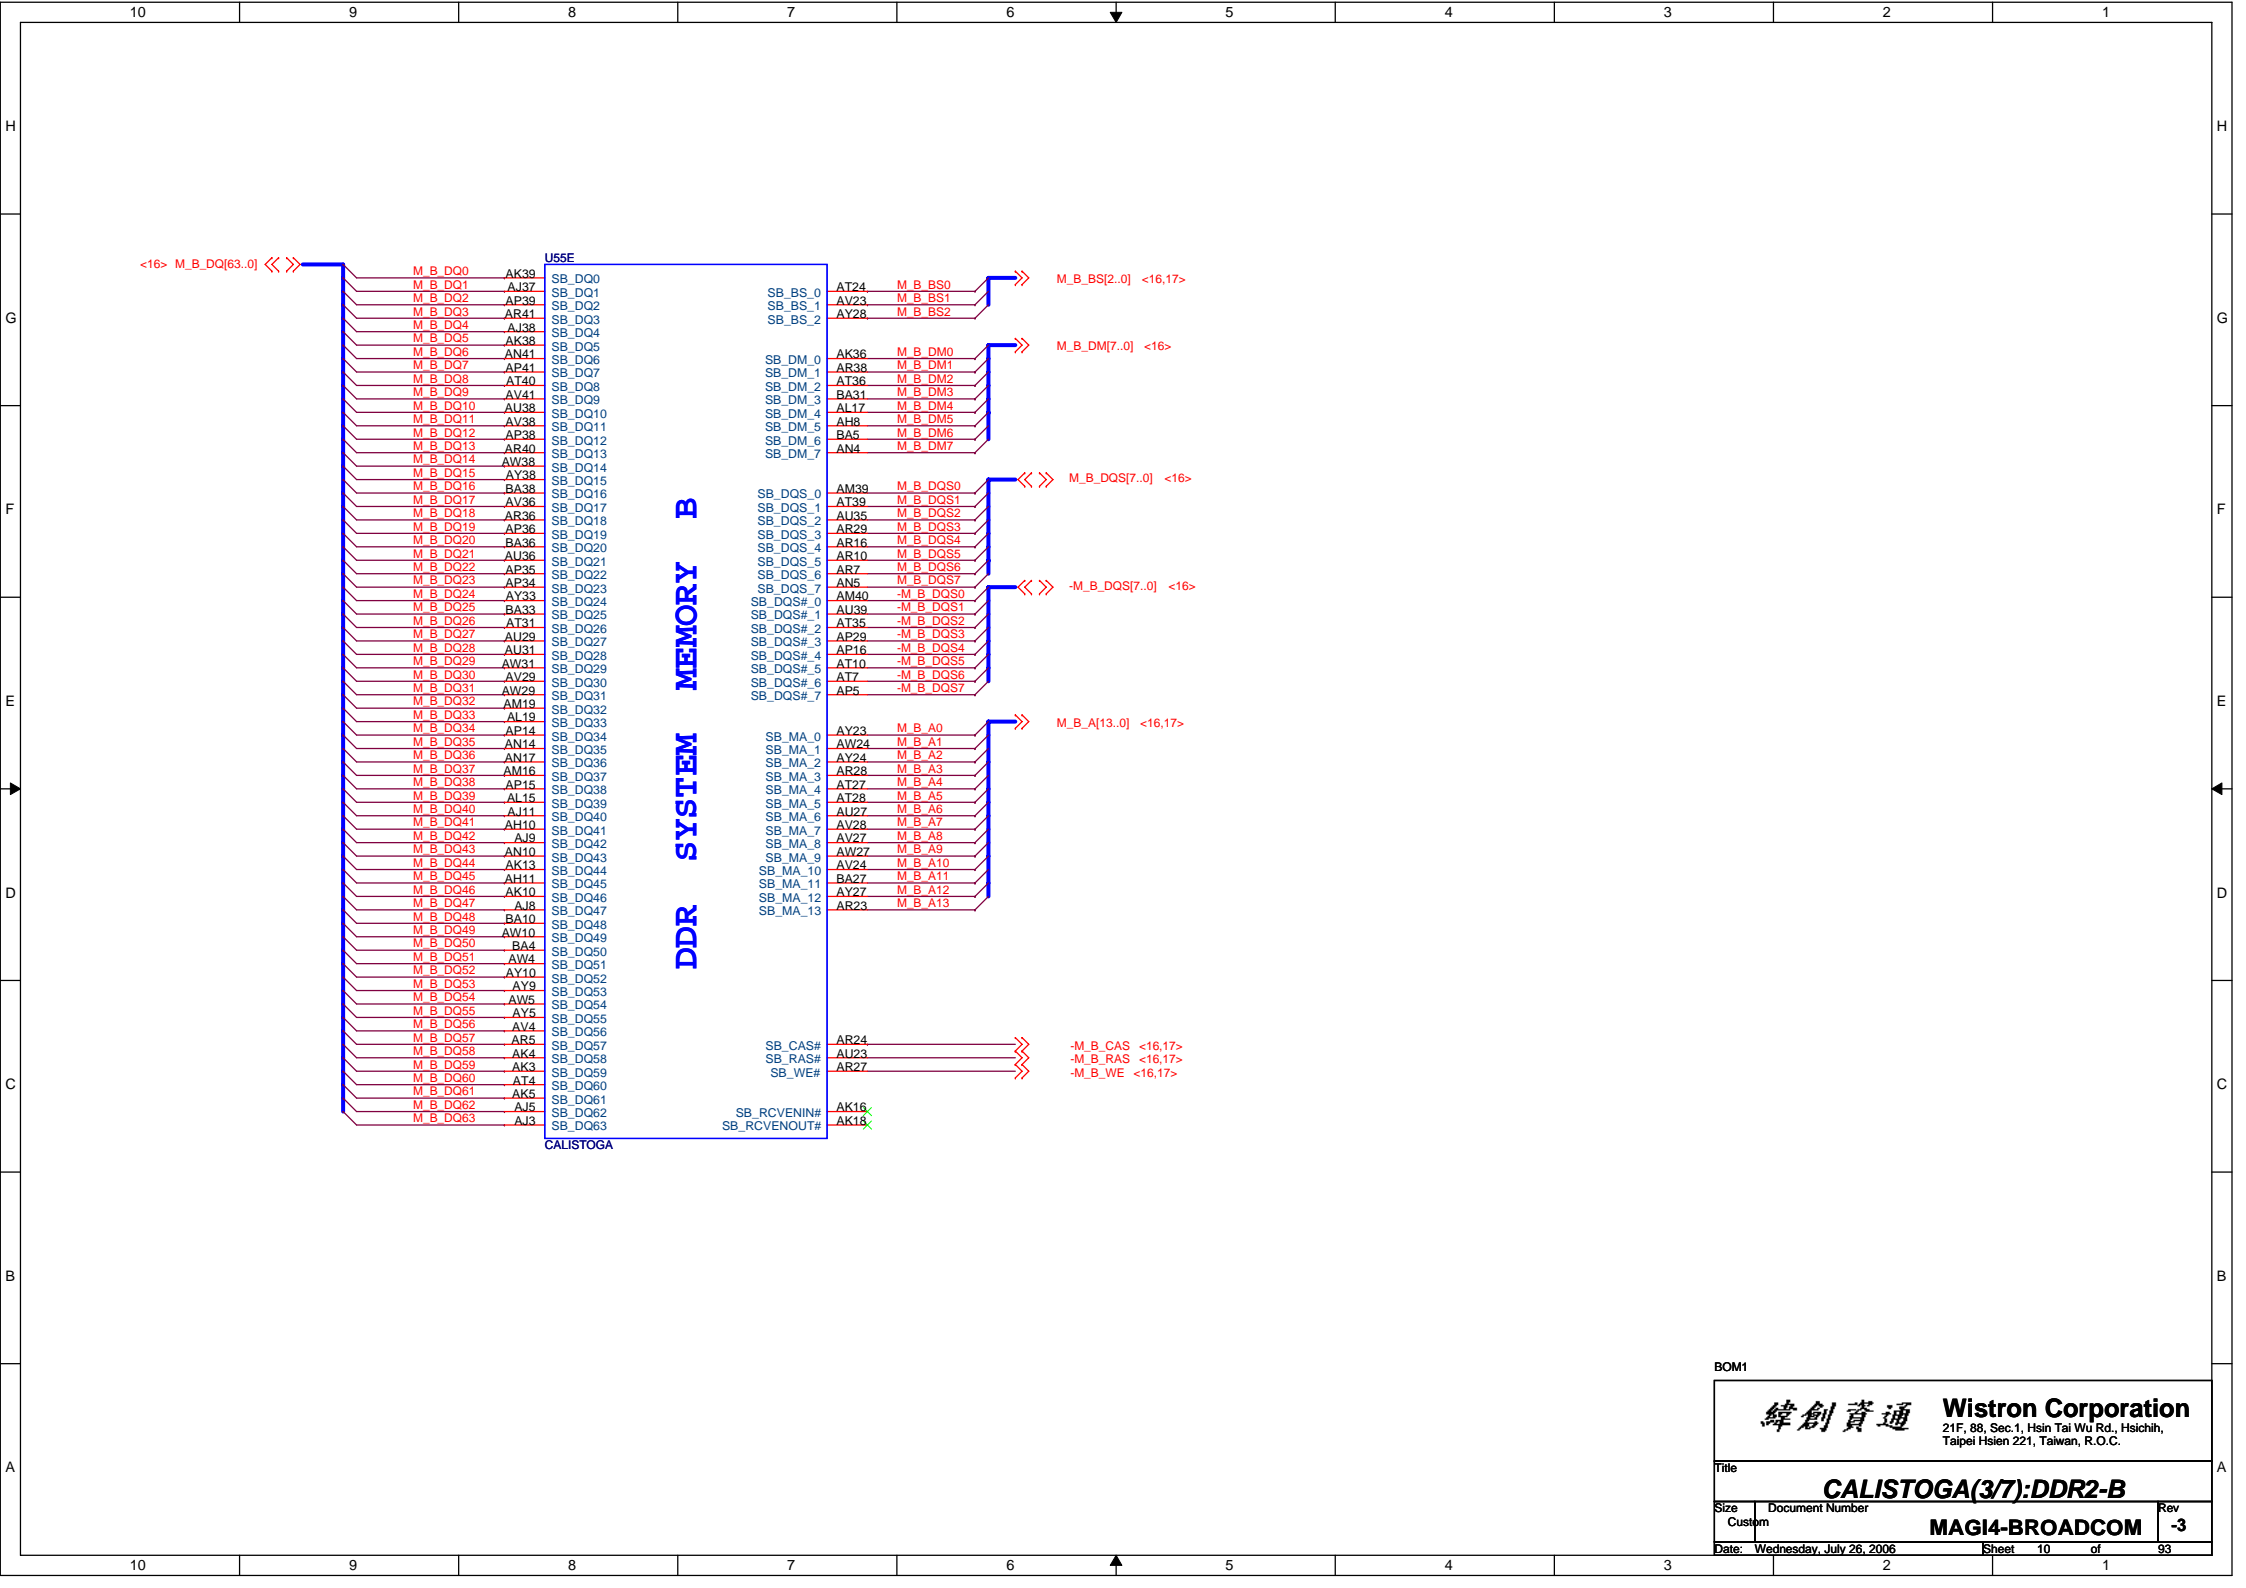 10 9 8 7 6 5 4 3 2 1
H H
G G
F F
E E
D D
C C
B B
A A
<16> M_B_DQ[63..0]
U55E
M_B_DQ0 AK39 SB_DQ0
M_B_DQ1 AJ37 SB_DQ1
M_B_DQ2 AP39 SB_DQ2
M_B_DQ3 AR41 SB_DQ3
M_B_DQ4 AJ38 SB_DQ4
M_B_DQ5 AK38 SB_DQ5
M_B_DQ6 AN41 SB_DQ6
M_B_DQ7 AP41 SB_DQ7
M_B_DQ8 AT40 SB_DQ8
M_B_DQ9 AV41 SB_DQ9
M_B_DQ10 AU38 SB_DQ10
M_B_DQ11 AV38 SB_DQ11
M_B_DQ12 AP38 SB_DQ12
M_B_DQ13 AR40 SB_DQ13
M_B_DQ14 AW38 SB_DQ14
M_B_DQ15 AY38 SB_DQ15
M_B_DQ16 BA38 SB_DQ16
M_B_DQ17 AV36 SB_DQ17
M_B_DQ18 AR36 SB_DQ18
M_B_DQ19 AP36 SB_DQ19
M_B_DQ20 BA36 SB_DQ20
M_B_DQ21 AU36 SB_DQ21
M_B_DQ22 AP35 SB_DQ22
M_B_DQ23 AP34 SB_DQ23
M_B_DQ24 AY33 SB_DQ24
M_B_DQ25 BA33 SB_DQ25
M_B_DQ26 AT31 SB_DQ26
M_B_DQ27 AU29 SB_DQ27
M_B_DQ28 AU31 SB_DQ28
M_B_DQ29 AW31 SB_DQ29
M_B_DQ30 AV29 SB_DQ30
M_B_DQ31 AW29 SB_DQ31
M_B_DQ32 AM19 SB_DQ32
M_B_DQ33 AL19 SB_DQ33
M_B_DQ34 AP14 SB_DQ34
M_B_DQ35 AN14 SB_DQ35
M_B_DQ36 AN17 SB_DQ36
M_B_DQ37 AM16 SB_DQ37
M_B_DQ38 AP15 SB_DQ38
M_B_DQ39 AL15 SB_DQ39
M_B_DQ40 AJ11 SB_DQ40
M_B_DQ41 AH10 SB_DQ41
M_B_DQ42 AJ9 SB_DQ42
M_B_DQ43 AN10 SB_DQ43
M_B_DQ44 AK13 SB_DQ44
M_B_DQ45 AH11 SB_DQ45
M_B_DQ46 AK10 SB_DQ46
M_B_DQ47 AJ8 SB_DQ47
M_B_DQ48 BA10 SB_DQ48
M_B_DQ49 AW10 SB_DQ49
M_B_DQ50 BA4 SB_DQ50
M_B_DQ51 AW4 SB_DQ51
M_B_DQ52 AY10 SB_DQ52
M_B_DQ53 AY9 SB_DQ53
M_B_DQ54 AW5 SB_DQ54
M_B_DQ55 AY5 SB_DQ55
M_B_DQ56 AV4 SB_DQ56
M_B_DQ57 AR5 SB_DQ57
M_B_DQ58 AK4 SB_DQ58
M_B_DQ59 AK3 SB_DQ59
M_B_DQ60 AT4 SB_DQ60
M_B_DQ61 AK5 SB_DQ61
M_B_DQ62 AJ5 SB_DQ62
M_B_DQ63 AJ3 SB_DQ63
CALISTOGA
DDR SYSTEM MEMORY B
SB_BS_0 AT24 M_B_BS0
SB_BS_1 AV23 M_B_BS1
SB_BS_2 AY28 M_B_BS2
M_B_BS[2..0] <16,17>
SB_DM_0 AK36 M_B_DM0
SB_DM_1 AR38 M_B_DM1
SB_DM_2 AT36 M_B_DM2
SB_DM_3 BA31 M_B_DM3
SB_DM_4 AL17 M_B_DM4
SB_DM_5 AH8 M_B_DM5
SB_DM_6 BA5 M_B_DM6
SB_DM_7 AN4 M_B_DM7
M_B_DM[7..0] <16>
SB_DQS_0 AM39 M_B_DQS0
SB_DQS_1 AT39 M_B_DQS1
SB_DQS_2 AU35 M_B_DQS2
SB_DQS_3 AR29 M_B_DQS3
SB_DQS_4 AR16 M_B_DQS4
SB_DQS_5 AR10 M_B_DQS5
SB_DQS_6 AR7 M_B_DQS6
SB_DQS_7 AN5 M_B_DQS7
M_B_DQS[7..0] <16>
SB_DQS#_0 AM40 -M_B_DQS0
SB_DQS#_1 AU39 -M_B_DQS1
SB_DQS#_2 AT35 -M_B_DQS2
SB_DQS#_3 AP29 -M_B_DQS3
SB_DQS#_4 AP16 -M_B_DQS4
SB_DQS#_5 AT10 -M_B_DQS5
SB_DQS#_6 AT7 -M_B_DQS6
SB_DQS#_7 AP5 -M_B_DQS7
-M_B_DQS[7..0] <16>
SB_MA_0 AY23 M_B_A0
SB_MA_1 AW24 M_B_A1
SB_MA_2 AY24 M_B_A2
SB_MA_3 AR28 M_B_A3
SB_MA_4 AT27 M_B_A4
SB_MA_5 AT28 M_B_A5
SB_MA_6 AU27 M_B_A6
SB_MA_7 AV28 M_B_A7
SB_MA_8 AV27 M_B_A8
SB_MA_9 AW27 M_B_A9
SB_MA_10 AV24 M_B_A10
SB_MA_11 BA27 M_B_A11
SB_MA_12 AY27 M_B_A12
SB_MA_13 AR23 M_B_A13
M_B_A[13..0] <16,17>
SB_CAS# AR24 -M_B_CAS <16,17>
SB_RAS# AU23 -M_B_RAS <16,17>
SB_WE# AR27 -M_B_WE <16,17>
SB_RCVENIN# AK16
SB_RCVENOUT# AK18
BOM1
緯創資通 Wistron Corporation
21F, 88, Sec.1, Hsin Tai Wu Rd., Hsichih,
Taipei Hsien 221, Taiwan, R.O.C.
Title
CALISTOGA(3/7):DDR2-B
Size Document Number Rev
Custom MAGI4-BROADCOM -3
Date: Wednesday, July 26, 2006 Sheet 10 of 93
10 9 8 7 6 5 4 3 2 1